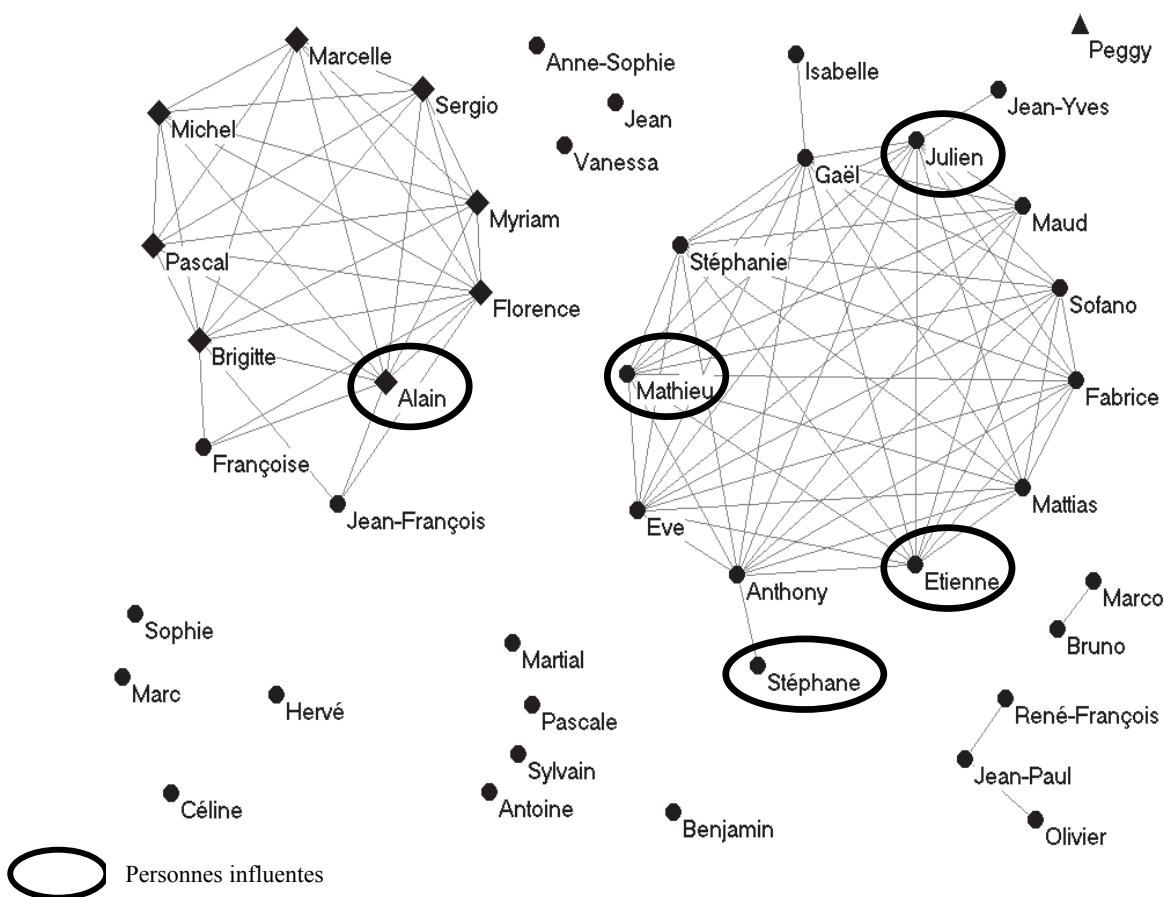 Marcelle
Sergio
Michel
Myriam
Pascal
Florence
Brigitte
Alain
Françoise
Jean-François
Anne-Sophie
Jean
Vanessa
Isabelle
Peggy
Jean-Yves
Julien
Gaël
Maud
Stéphanie
Sofano
Mathieu
Fabrice
Mattias
Eve
Etienne
Anthony
Stéphane
Marco
Bruno
Sophie
Marc
Hervé
Céline
Martial
Pascale
Sylvain
Antoine
Benjamin
René-François
Jean-Paul
Olivier
Personnes influentes